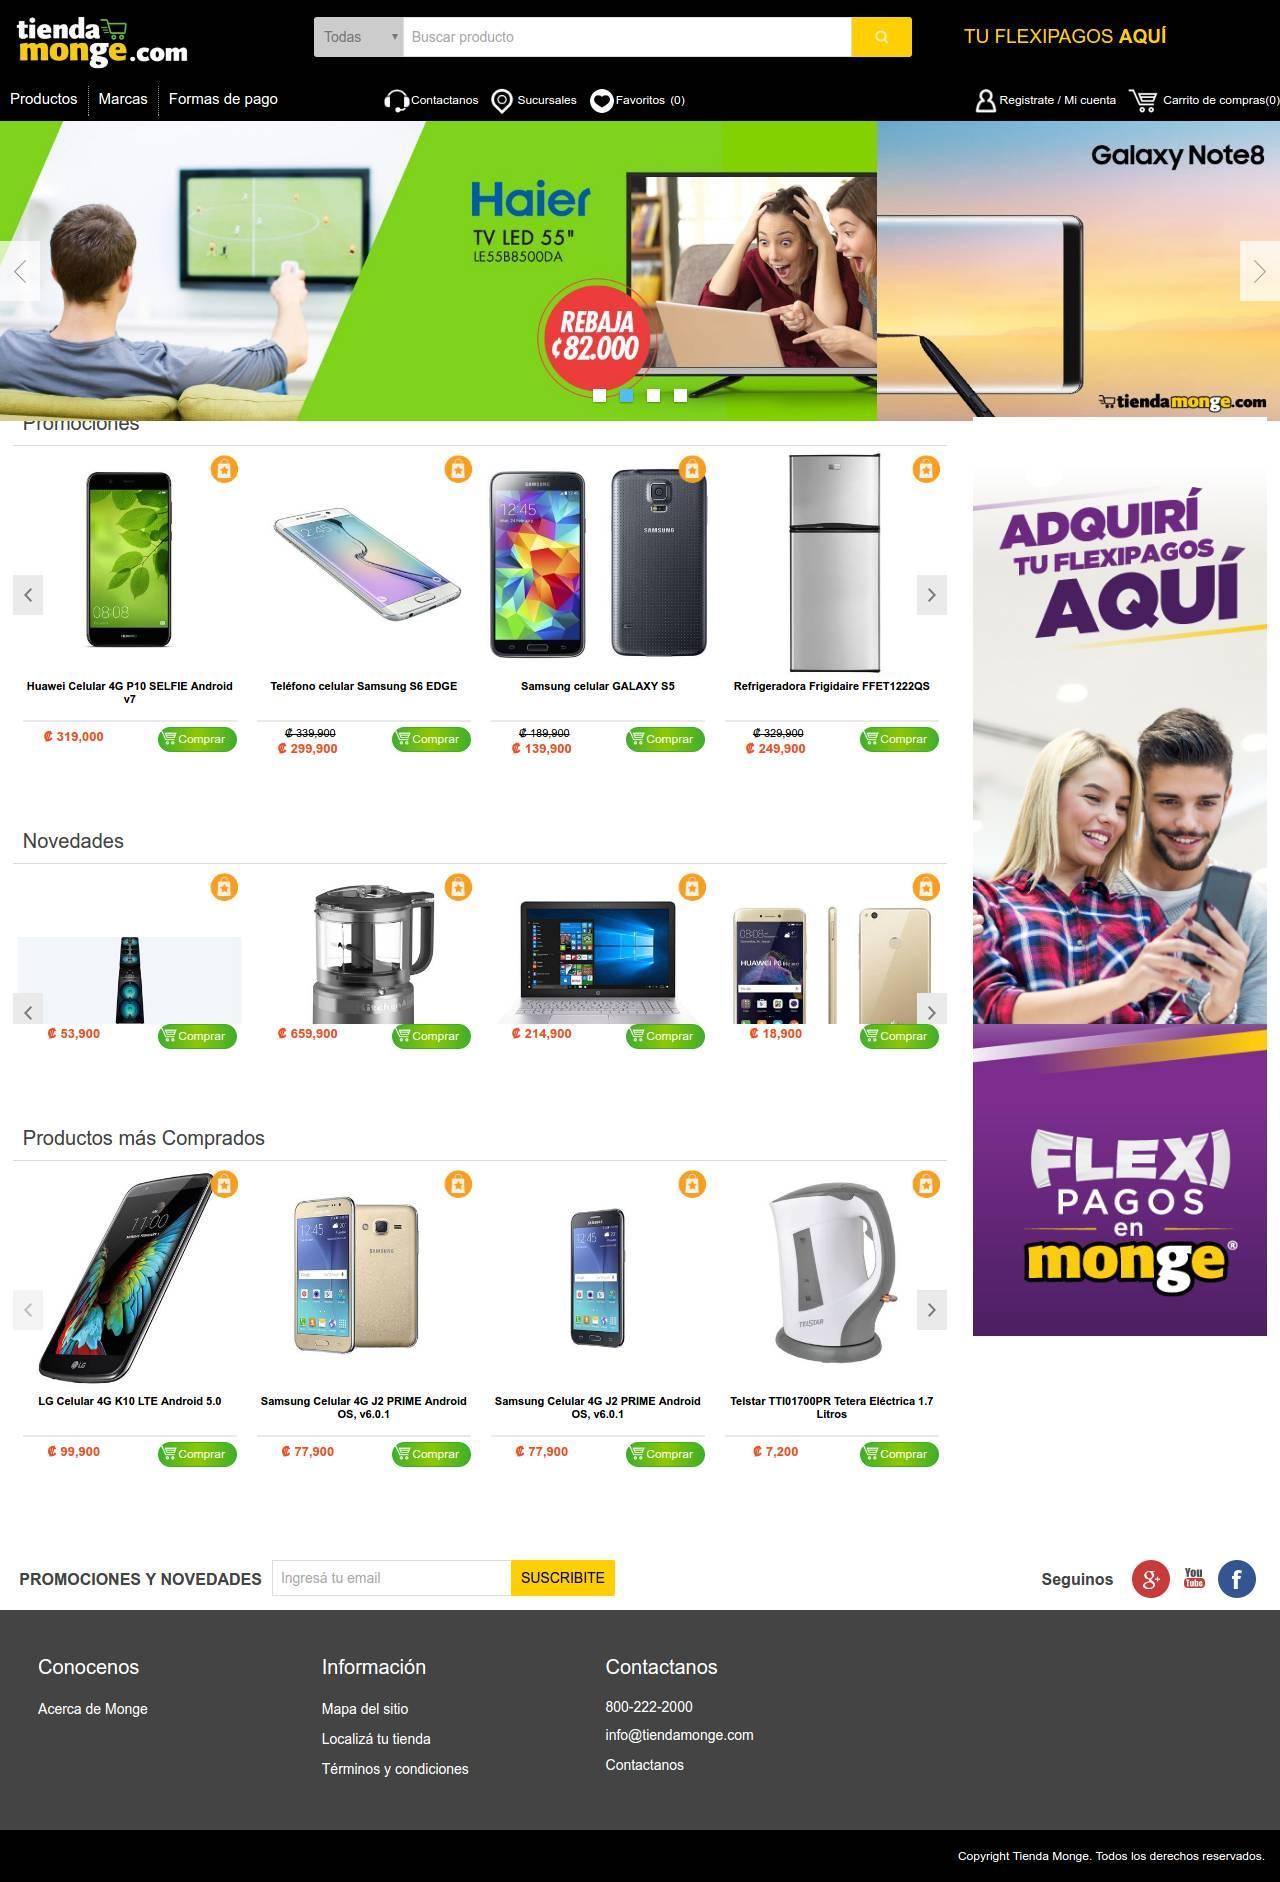 tienda
monge.com
Todas
Buscar producto
TU FLEXIPAGOS AQUÍ
Productos
Marcas
Formas de pago
Contactanos
Sucursales
Favoritos (0)
Registrate / Mi cuenta
Carrito de compras(0)
Haier
TV LED 55"
LE55B8500DA
REBAJA
¢82.000
Galaxy Note8
tiendamonge.com
Promociones
Huawei Celular 4G P10 SELFIE Android
v7
₡ 319,000
Comprar
Teléfono celular Samsung S6 EDGE
₡ 339,900
₡ 299,900
Comprar
Samsung celular GALAXY S5
₡ 189,900
₡ 139,900
Comprar
Refrigeradora Frigidaire FFET1222QS
₡ 329,900
₡ 249,900
Comprar
ADQUIRÍ
TU FLEXIPAGOS
AQUÍ
Novedades
₡ 53,900
Comprar
₡ 659,900
Comprar
₡ 214,900
Comprar
₡ 18,900
Comprar
FLEXI
PAGOS
en
monge®
Productos más Comprados
LG Celular 4G K10 LTE Android 5.0
₡ 99,900
Comprar
Samsung Celular 4G J2 PRIME Android
OS, v6.0.1
₡ 77,900
Comprar
Samsung Celular 4G J2 PRIME Android
OS, v6.0.1
₡ 77,900
Comprar
Telstar TTI01700PR Tetera Eléctrica 1.7
Litros
₡ 7,200
Comprar
PROMOCIONES Y NOVEDADES
Ingresá tu email
SUSCRIBITE
Seguinos
g+
You
Tube
f
Conocenos
Acerca de Monge
Información
Mapa del sitio
Localizá tu tienda
Términos y condiciones
Contactanos
800-222-2000
info@tiendamonge.com
Contactanos
Copyright Tienda Monge. Todos los derechos reservados.